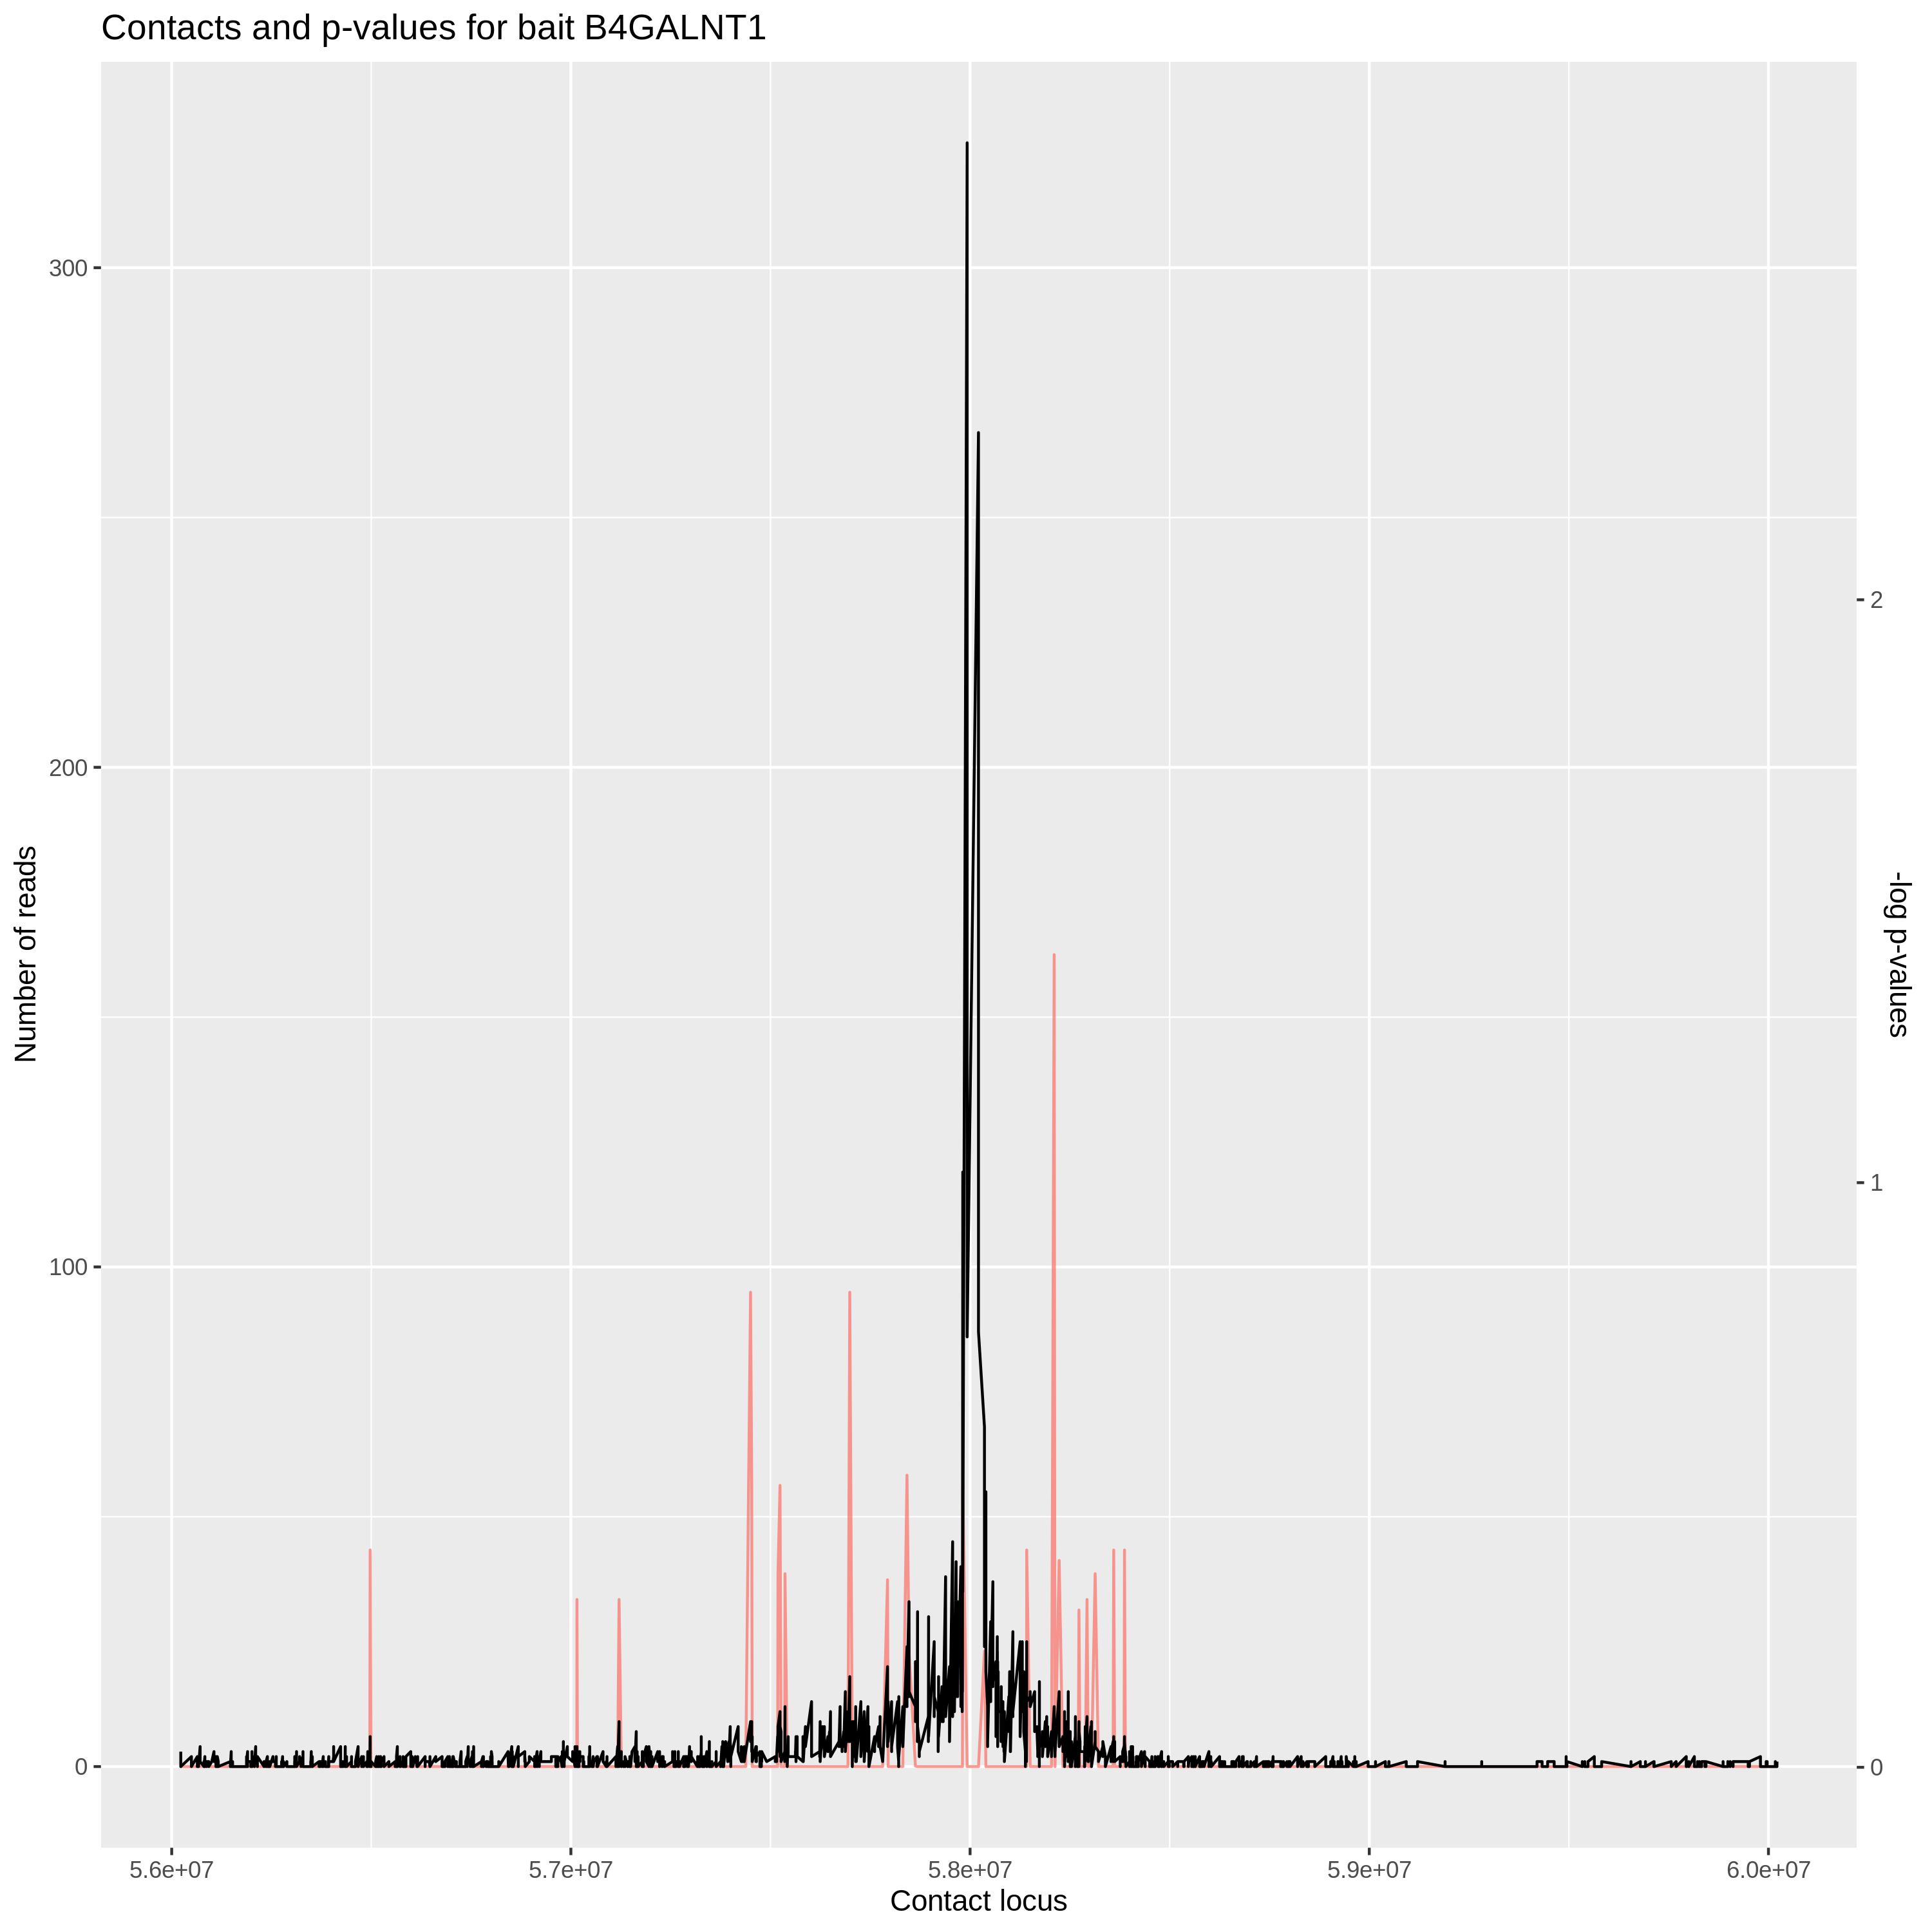 Contacts and p-values for bait B4GALNT1
300
200
100
0
Number of reads
2
1
0
-log p-values
5.6e+07
5.7e+07
5.8e+07
5.9e+07
6.0e+07
Contact locus